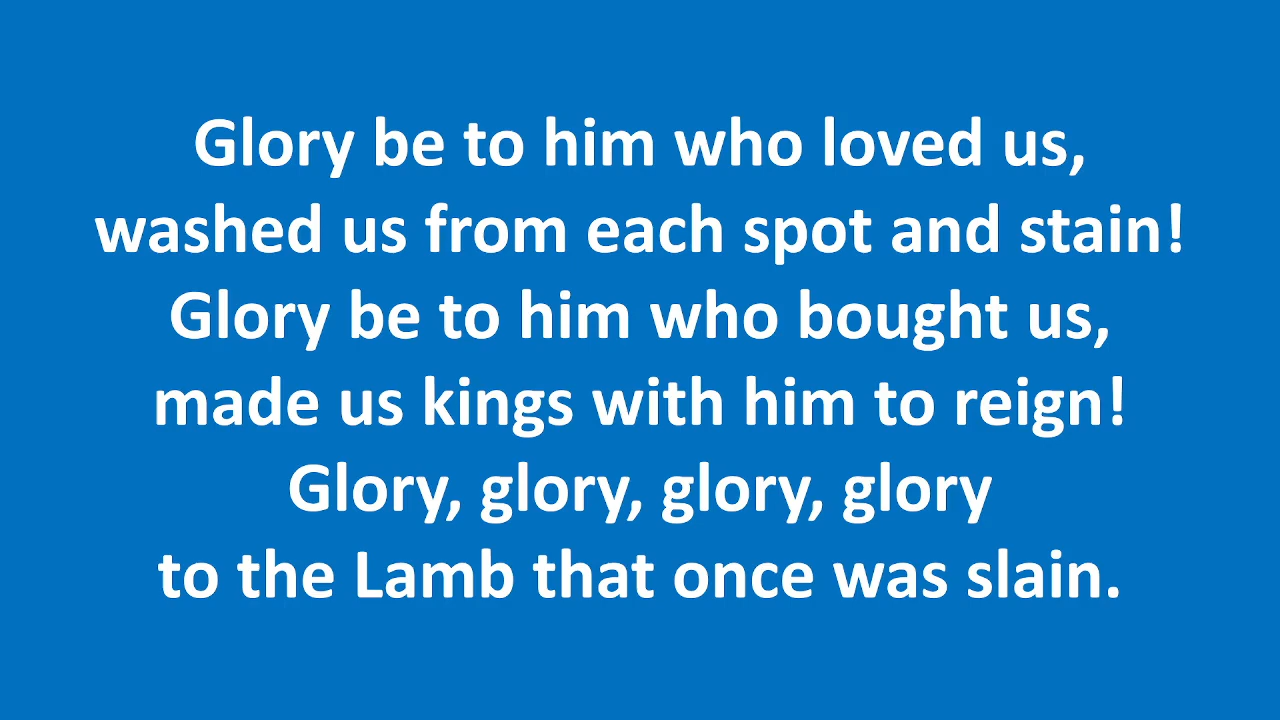 Glory be to him who loved us,
washed us from each spot and stain!
Glory be to him who bought us,
made us kings with him to reign!
Glory, glory, glory, glory
to the Lamb that once was slain.